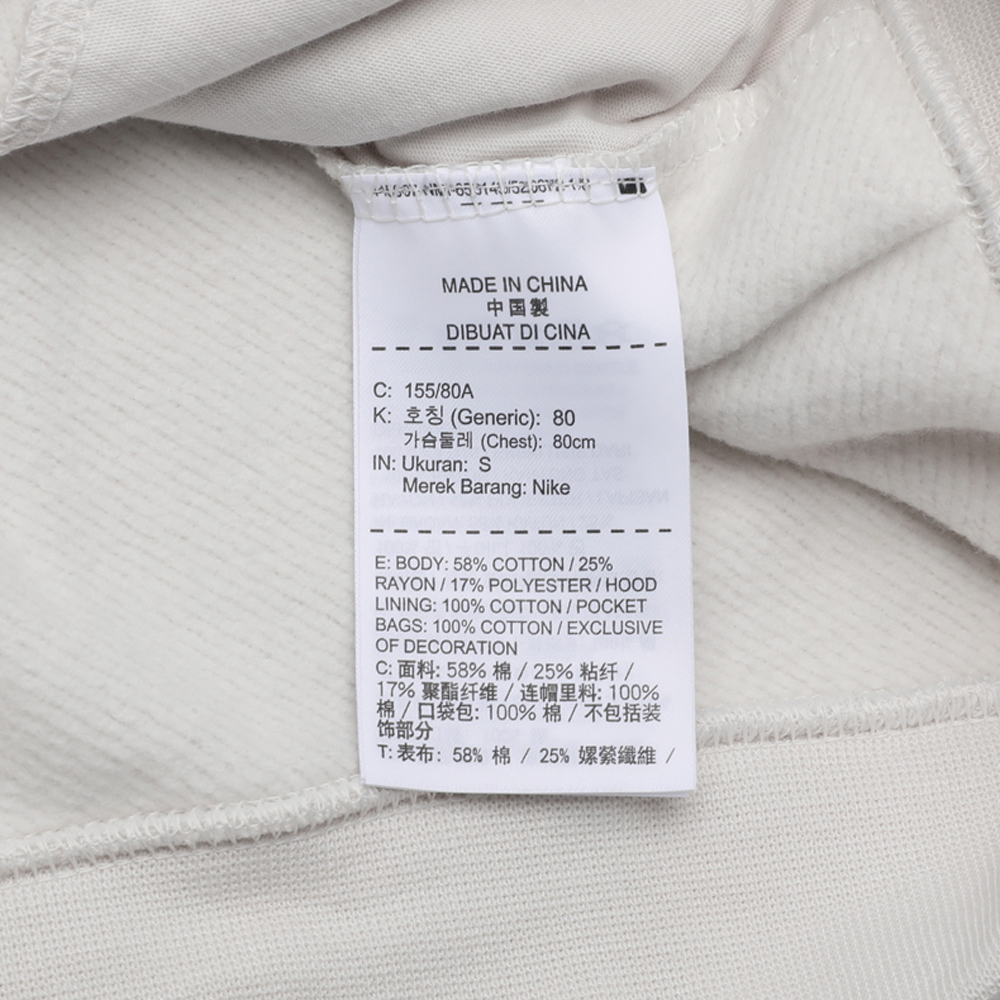 MADE IN CHINA
中国製
DIBUAT DI CINA
C: 155/80A
K: 호칭 (Generic): 80
가슴둘레 (Chest): 80cm
IN: Ukuran: S
Merek Barang: Nike
E: BODY: 58% COTTON / 25%
RAYON / 17% POLYESTER / HOOD
LINING: 100% COTTON / POCKET
BAGS: 100% COTTON / EXCLUSIVE
OF DECORATION
C: 面料: 58% 棉 / 25% 粘纤 /
17% 聚酯纤维 / 连帽里料: 100%
棉 / 口袋包: 100% 棉 / 不包括装
饰部分
T: 表布: 58% 棉 / 25% 嫘縈纖維 /